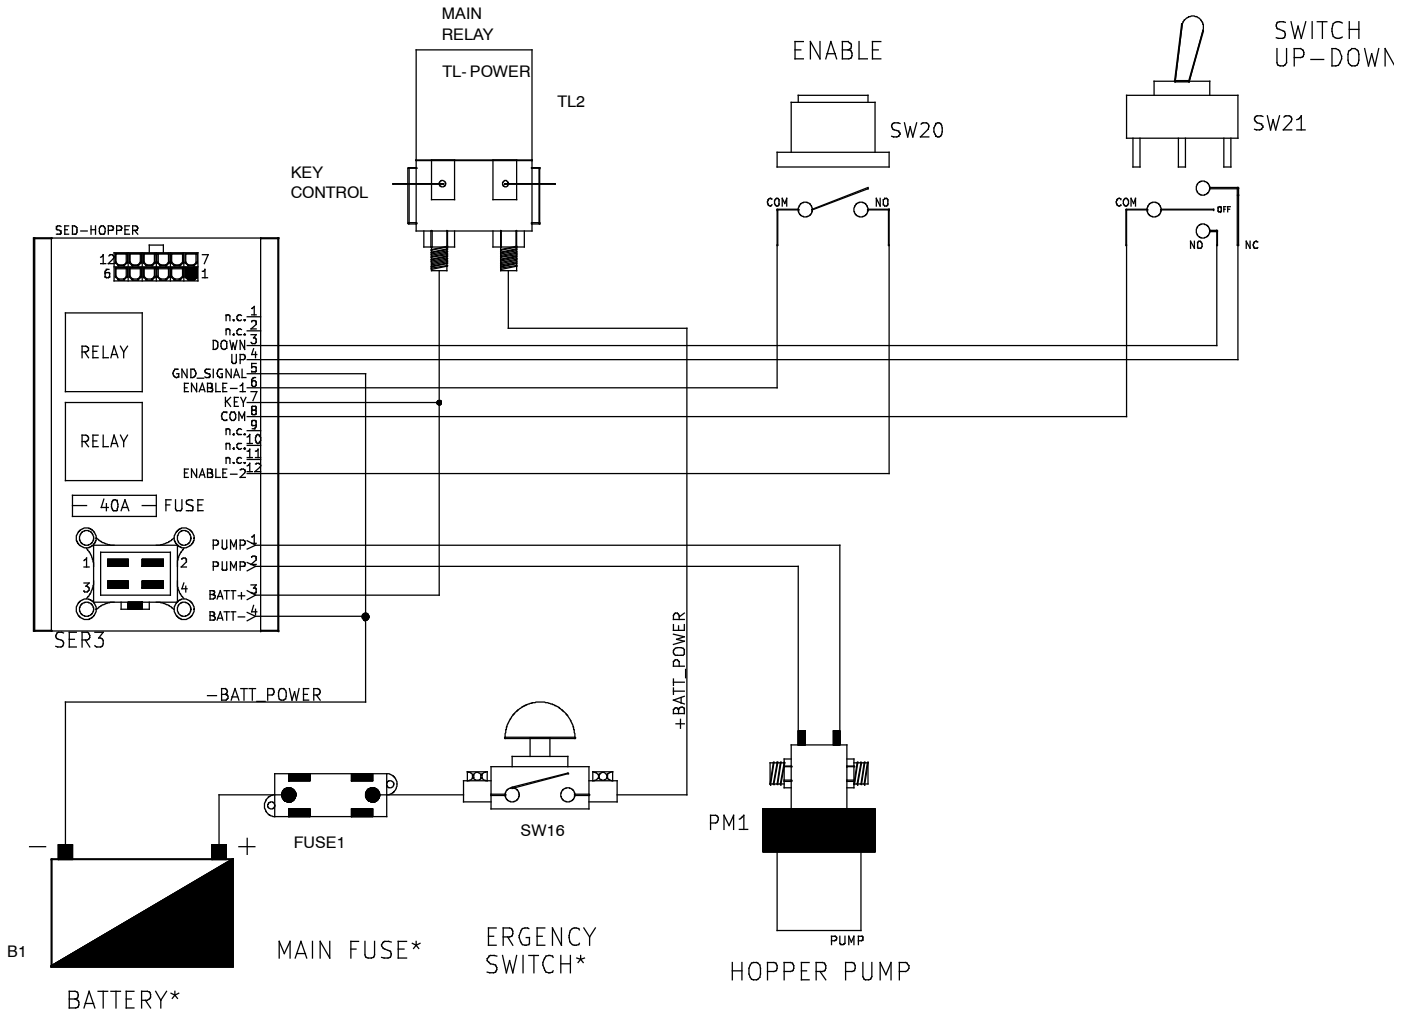 MAIN
RELAY
TL- POWER
TL2
KEY
CONTROL
ENABLE
SW20
COM
NO
SWITCH
UP-DOWN
SW21
COM
OFF
NO
NC
SED-HOPPER
12
7
6
1
RELAY
RELAY
n.c. 1
n.c. 2
DOWN 3
UP 4
GND_SIGNAL 5
ENABLE-1 6
KEY 7
COM 8
n.c. 9
n.c. 10
n.c. 11
ENABLE-2 12
40A
FUSE
1
2
3
4
PUMP 1
PUMP 2
BATT+ 3
BATT- 4
SER3
-BATT_POWER
+BATT_POWER
FUSE1
SW16
PM1
PUMP
HOPPER PUMP
- +
B1
BATTERY*
MAIN FUSE*
ERGENCY
SWITCH*